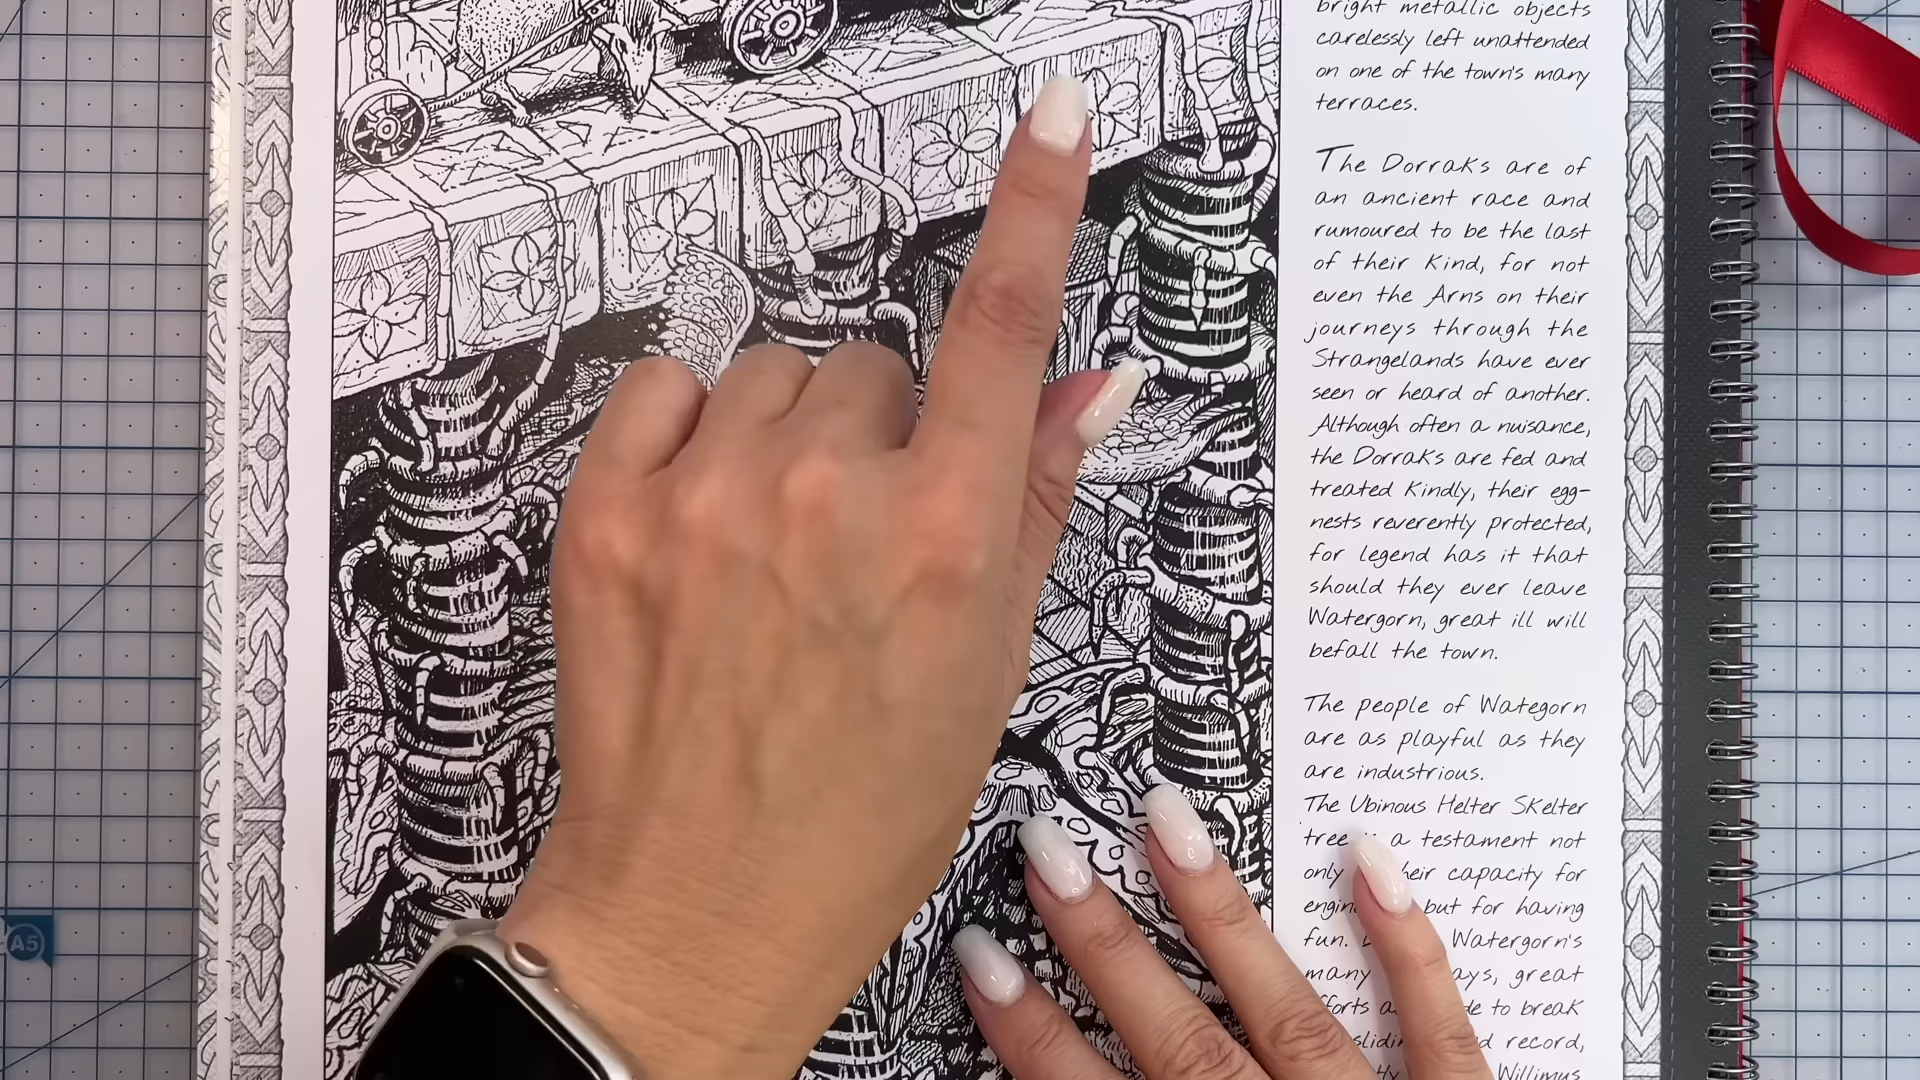 bright metallic objects
carelessly left unattended
on one of the town's many
terraces.
The Dorraks are of
an ancient race and
rumoured to be the last
of their kind, for not
even the Arns on their
journeys through the
Strangelands have ever
seen or heard of another.
Although often a nuisance,
the Dorraks are fed and
treated kindly, their egg-
nests reverently protected,
for legend has it that
should they ever leave
Watergorn, great ill will
befall the town.
The people of Wategorn
are as playful as they
are industrious.
The Ubinous Helter Skelter
tree a testament not
only heir capacity for
but for having
fun. Watergorn's
many great
to break
record,
Willimus
A5